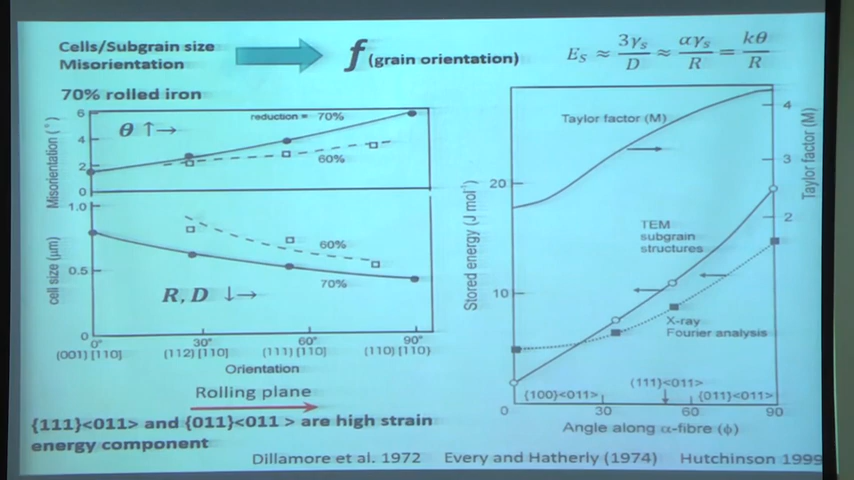 Cells/Subgrain size
Misorientation
f (grain orientation)
E_S ≈ 3γ_s/D ≈ αγ_s/R = kθ/R
70% rolled iron
reduction = 70%
60%
θ ↑→
Misorientation (°)
6
4
2
0
1.0
0.5
0
cell size (μm)
60%
70%
R, D ↓→
0° 30° 60° 90°
(001) [110] (112) [110] (111) [110] (110) [110]
Orientation
Rolling plane
{111}<011> and {011}<011 > are high strain
energy component
Taylor factor (M)
Stored energy (J mol⁻¹)
20
10
0
Taylor factor (M)
4
3
2
TEM
subgrain
structures
X-ray
Fourier analysis
{100}<011>
(111)<011>
{011}<011>
30 60 90
Angle along α-fibre (ϕ)
Dillamore et al. 1972 Every and Hatherly (1974) Hutchinson 1999